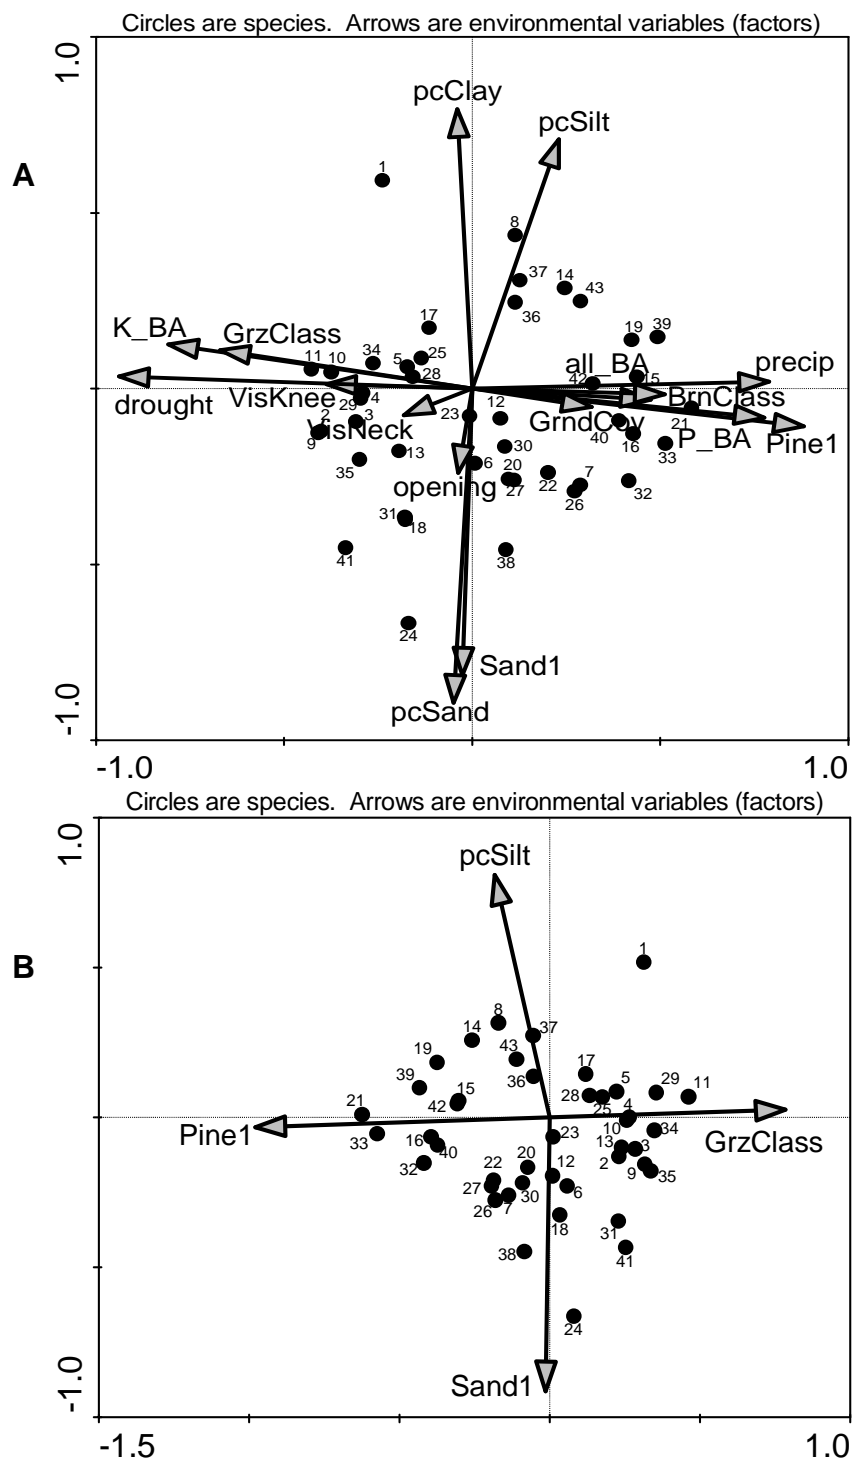 Circles are species.  Arrows are environmental variables (factors)
1.0
pcClay
pcSilt
A
1
8
37 14 43
36
17
19 39
K_BA GrzClass
34 5 25
11 10
28
all_BA
precip
42 15
drought
VisKnee
29 4
BrnClass
2 3
VisNeck
23 12
GrndCov
21
9
40 16
P_BA
Pine1
13
30
33
35
6 20
opening
27 22 7
26
32
31 18
41
38
24
Sand1
pcSand
-1.0
-1.0 1.0
Circles are species.  Arrows are environmental variables (factors)
1.0
pcSilt
B
1
8
14 37
19 43
39 36
17
15
42
28 5 29 11
25 4
21
Pine1
33 16 40
23
10
34
GrzClass
32
13 3
2 9 35
20 12
22
27 30 6
26 7
18
31
38
41
24
Sand1
-1.0
-1.5 1.0